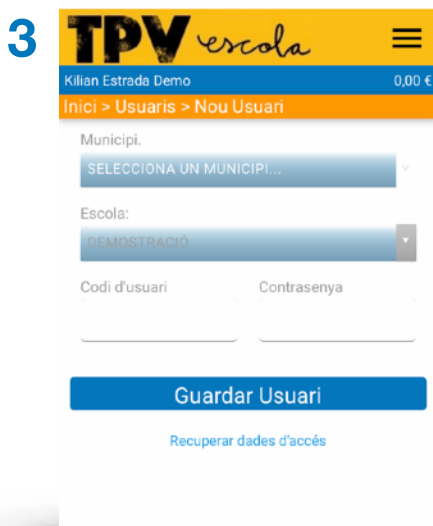 3
TPV escola
Kilian Estrada Demo 0,00 €
Inici > Usuaris > Nou Usuari
Municipi.
SELECCIONA UN MUNICIPI...
Escola:
DEMOSTRACIÓ
Codi d'usuari Contrasenya
Guardar Usuari
Recuperar dades d'accés